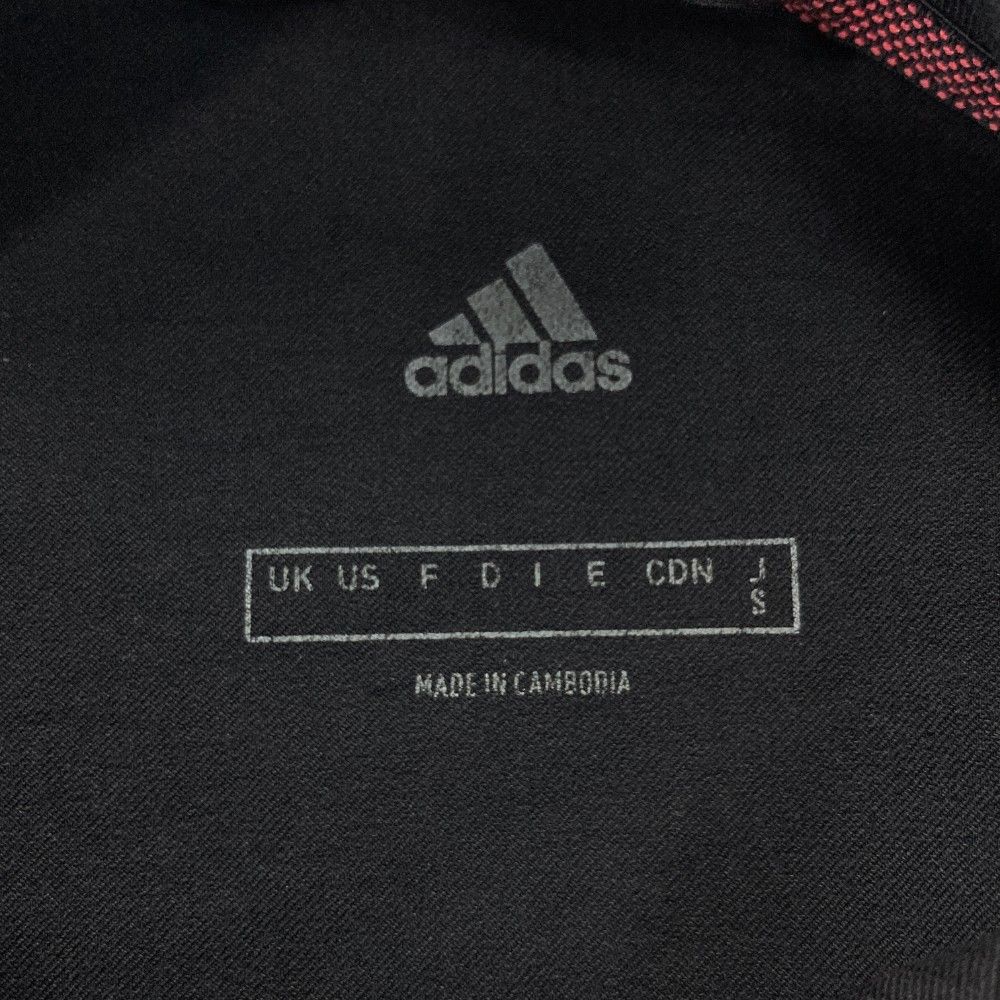 adidas
UK US F D I E CDN J
S
MADE IN CAMBODIA